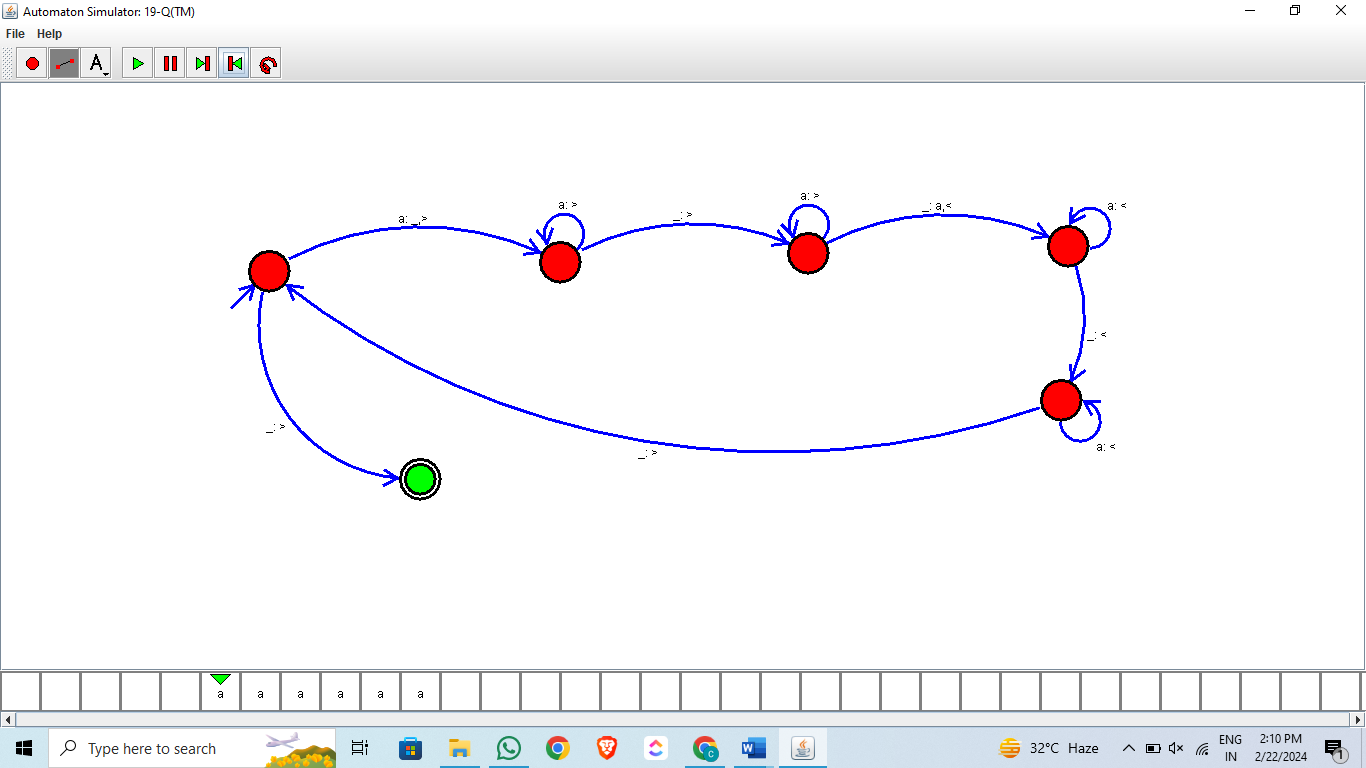 Automaton Simulator: 19-Q(TM)
File Help
A
a: >
a: >
a: <
a: _,>
_: >
_: a,<
_: <
_: >
a: <
_: >
a a a a a a
Type here to search
32°C Haze
ENG
IN
2:10 PM
2/22/2024
1